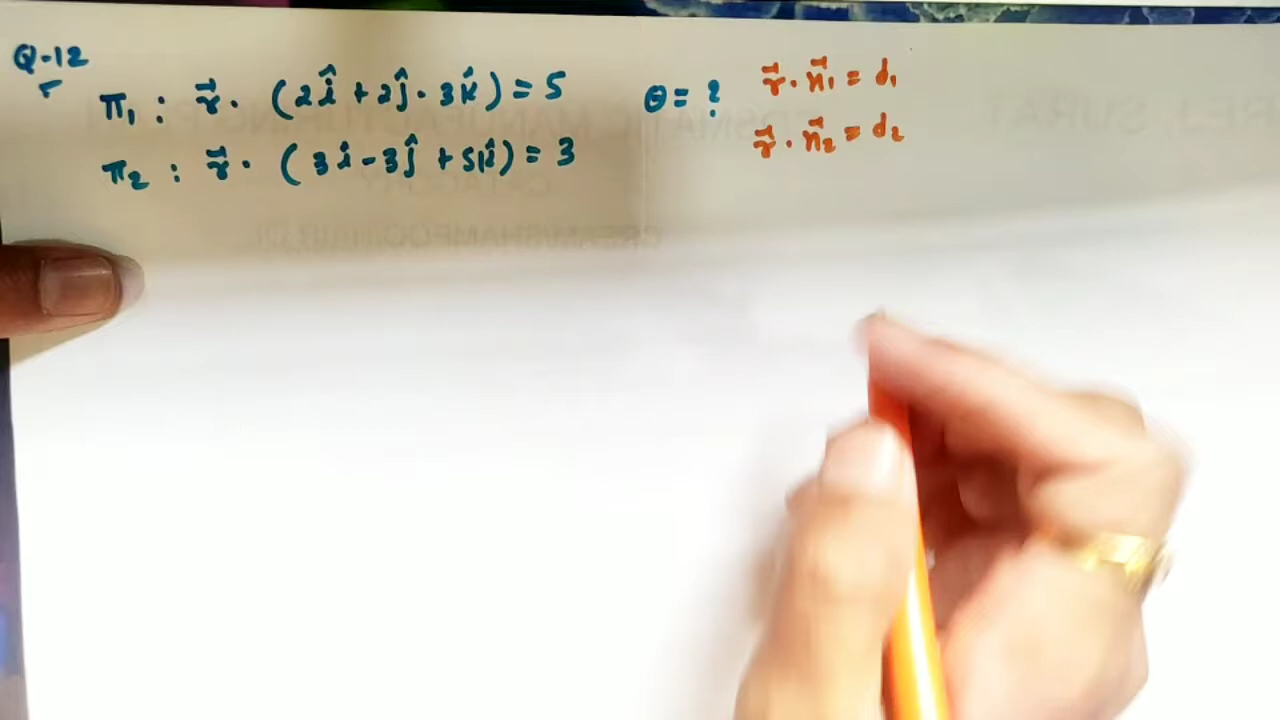 Q-12
π₁ : r⃗ · (2î + 2ĵ - 3k̂) = 5
θ = ?
r⃗ · n⃗₁ = d₁
π₂ : r⃗ · (3î - 3ĵ + 5k̂) = 3
r⃗ · n⃗₂ = d₂